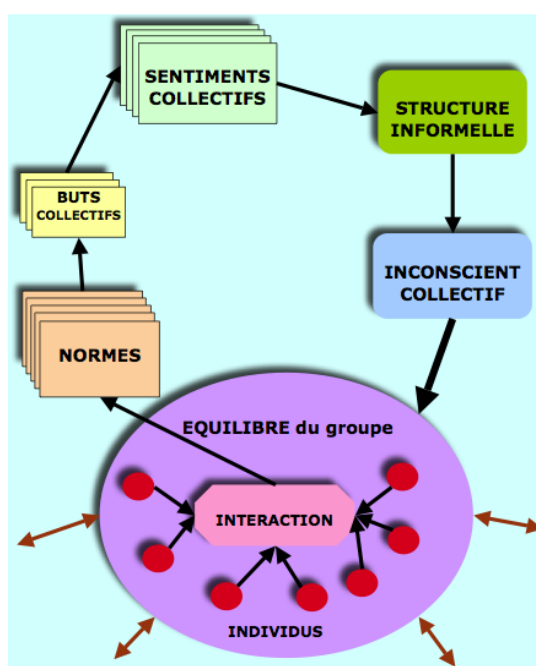 SENTIMENTS
COLLECTIFS
STRUCTURE
INFORMELLE
BUTS
COLLECTIFS
INCONSCIENT
COLLECTIF
NORMES
EQUILIBRE du groupe
INTERACTION
INDIVIDUS